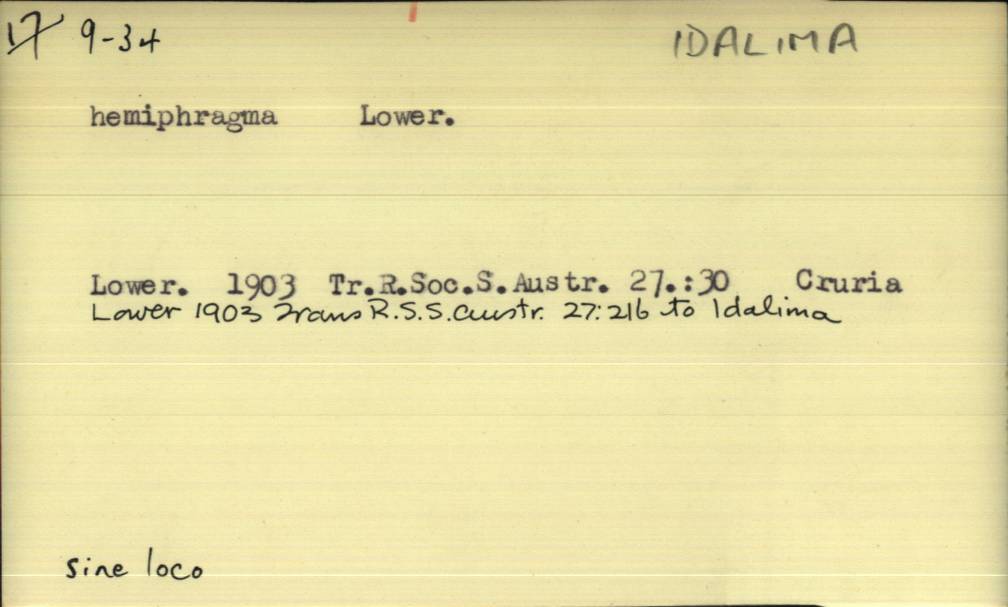 17 9-34 IDALIMA
hemiphragma Lower.
Lower. 1903 Tr.R.Soc.S.Austr. 27.:30 Cruria
Lower 1903 Trans R.S.S.Austr. 27:216 to Idalima
sine loco